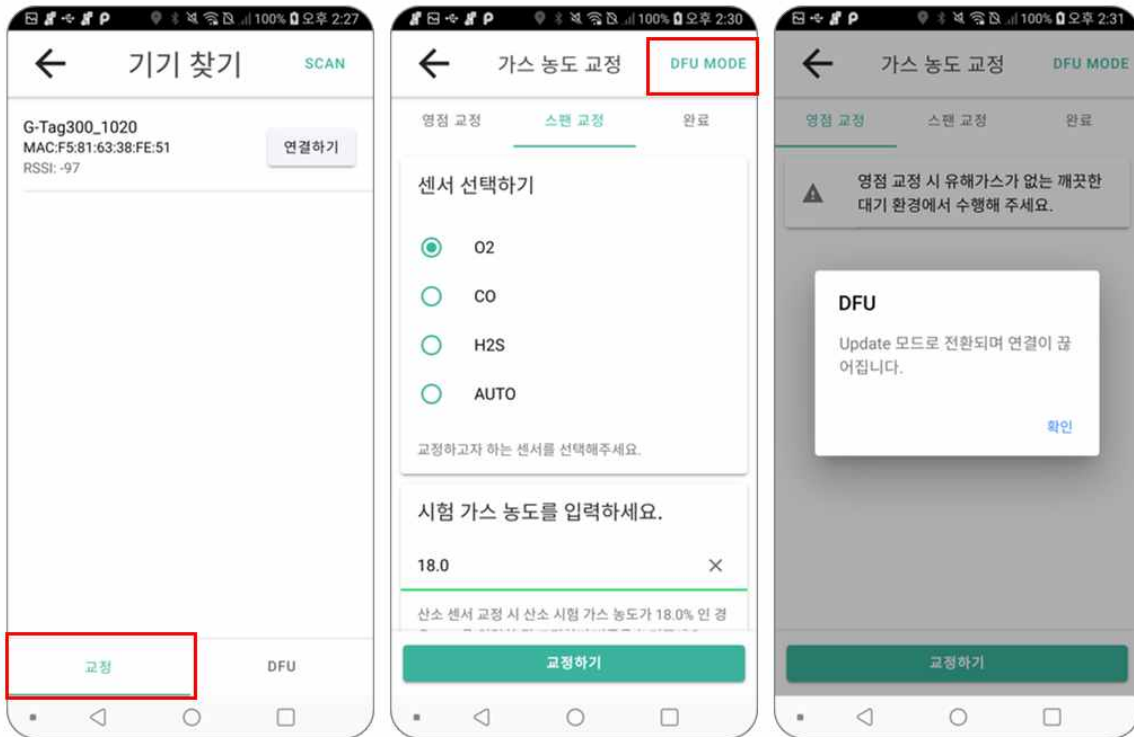 100% 오후 2:27
기기 찾기
SCAN
G-Tag300_1020
MAC:F5:81:63:38:FE:51
RSSI: -97
연결하기
교정
DFU
100% 오후 2:30
가스 농도 교정
DFU MODE
영점 교정
스팬 교정
완료
센서 선택하기
O2
CO
H2S
AUTO
교정하고자 하는 센서를 선택해주세요.
시험 가스 농도를 입력하세요.
18.0
산소 센서 교정 시 산소 시험 가스 농도가 18.0% 인 경
교정하기
100% 오후 2:31
가스 농도 교정
DFU MODE
영점 교정
스팬 교정
완료
영점 교정 시 유해가스가 없는 깨끗한
대기 환경에서 수행해 주세요.
DFU
Update 모드로 전환되며 연결이 끊
어집니다.
확인
교정하기